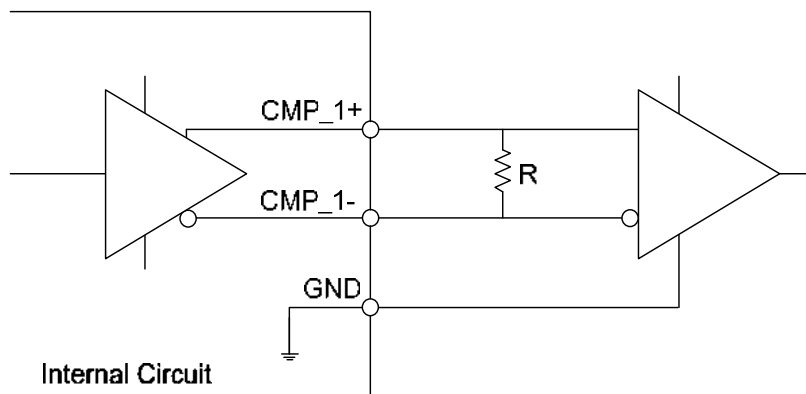 CMP_1+
R
CMP_1-
GND
Internal Circuit